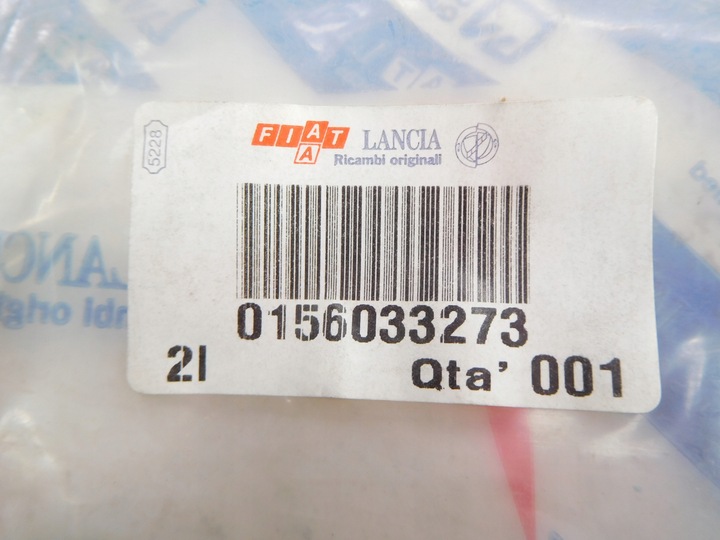 5228
FIAT LANCIA
A
Ricambi originali
0156033273
2I Qta' 001